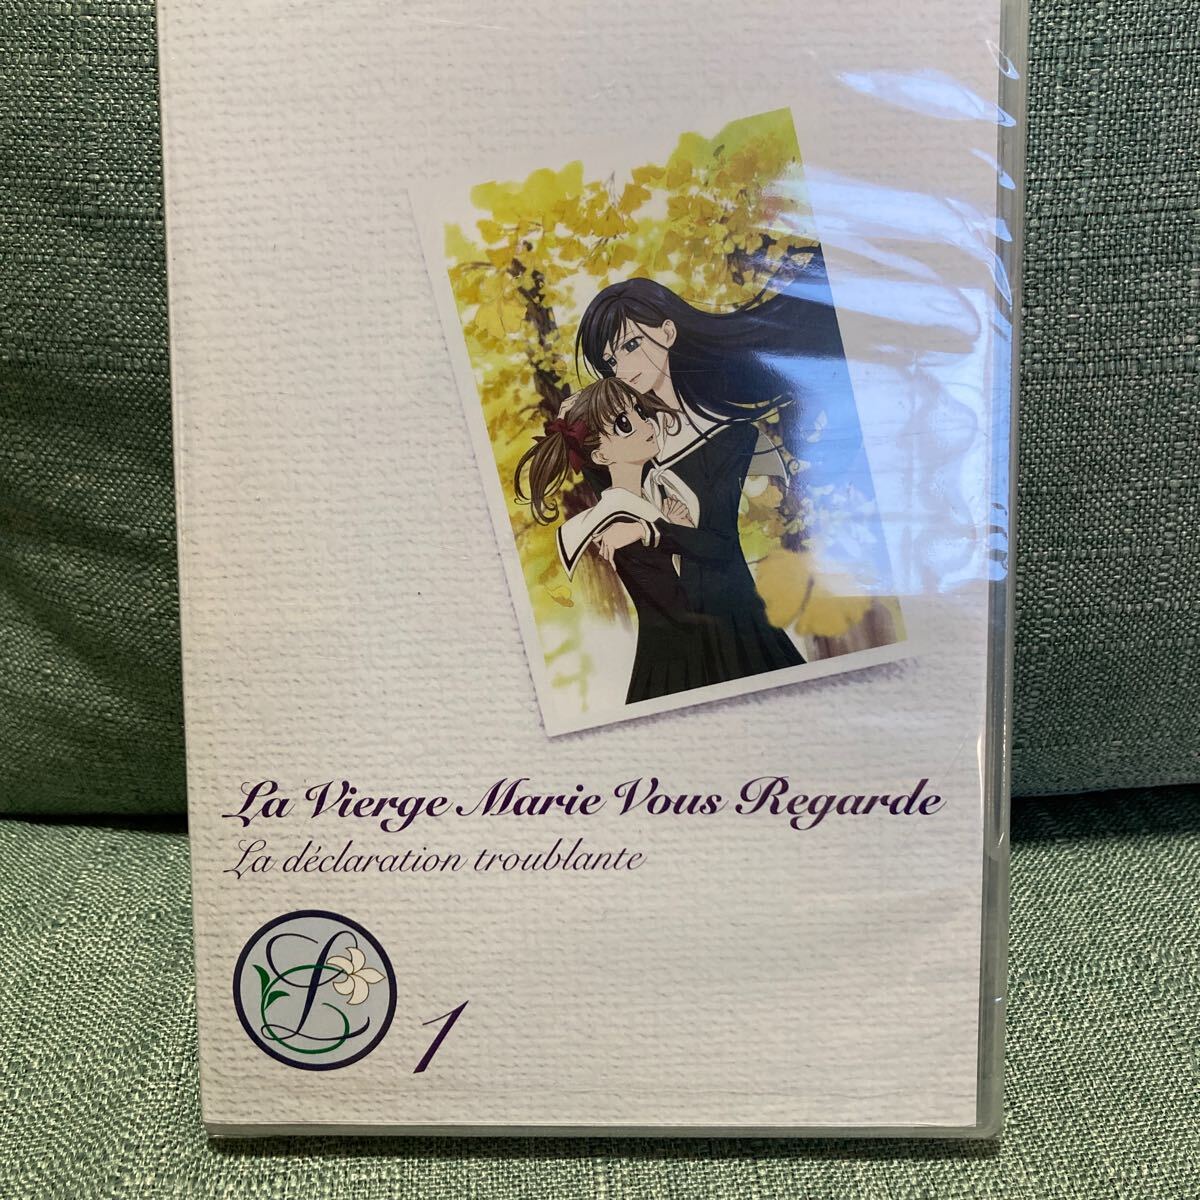 La Vierge Marie Vous Regarde
La déclaration troublante
L
1